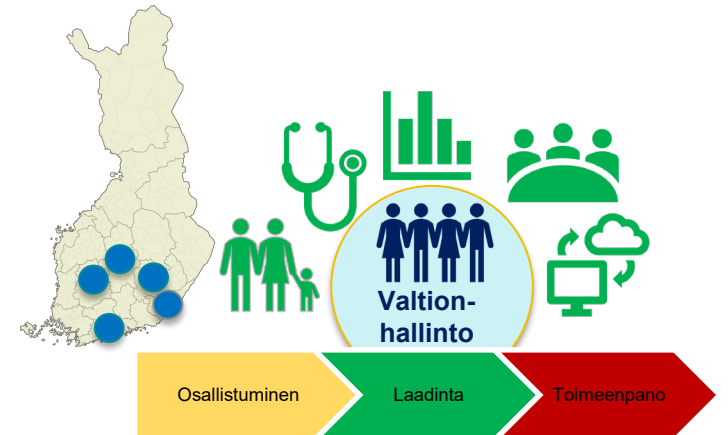 Valtion-
hallinto
Osallistuminen
Laadinta
Toimeenpano